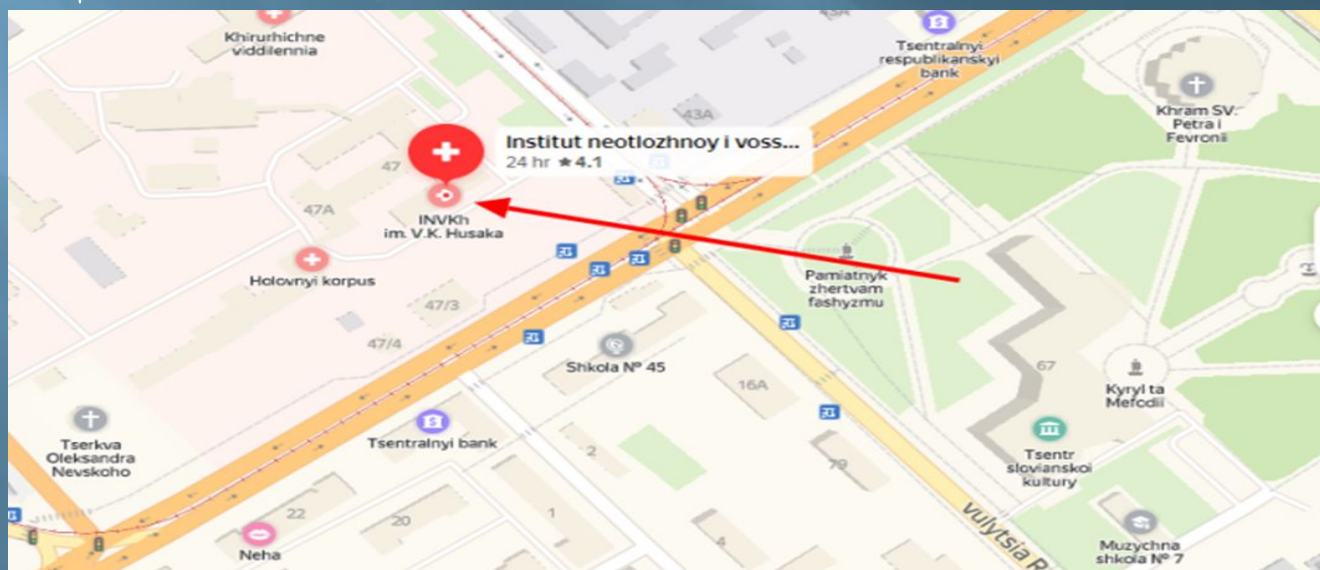 Khirurhichne
viddilennia
Tsentralnyi
respublikanskyi
bank
43A
Khram SV.
Petra i
Fevronii
Institut neotlozhnoy i voss...
24 hr ★4.1
47
47A
INVKh
im. V.K. Husaka
Holovnyi korpus
Pamiatnyk
zhertvam
fashyzmu
47/3
47/4
Shkola № 45
16A
67
Kyryl ta
Mefodii
Tserkva
Oleksandra
Nevskoho
Tsentralnyi bank
2
79
Tsentr
slovianskoi
kultury
22
20
1
4
Neha
vulytsia R
Muzychna
shkola № 7